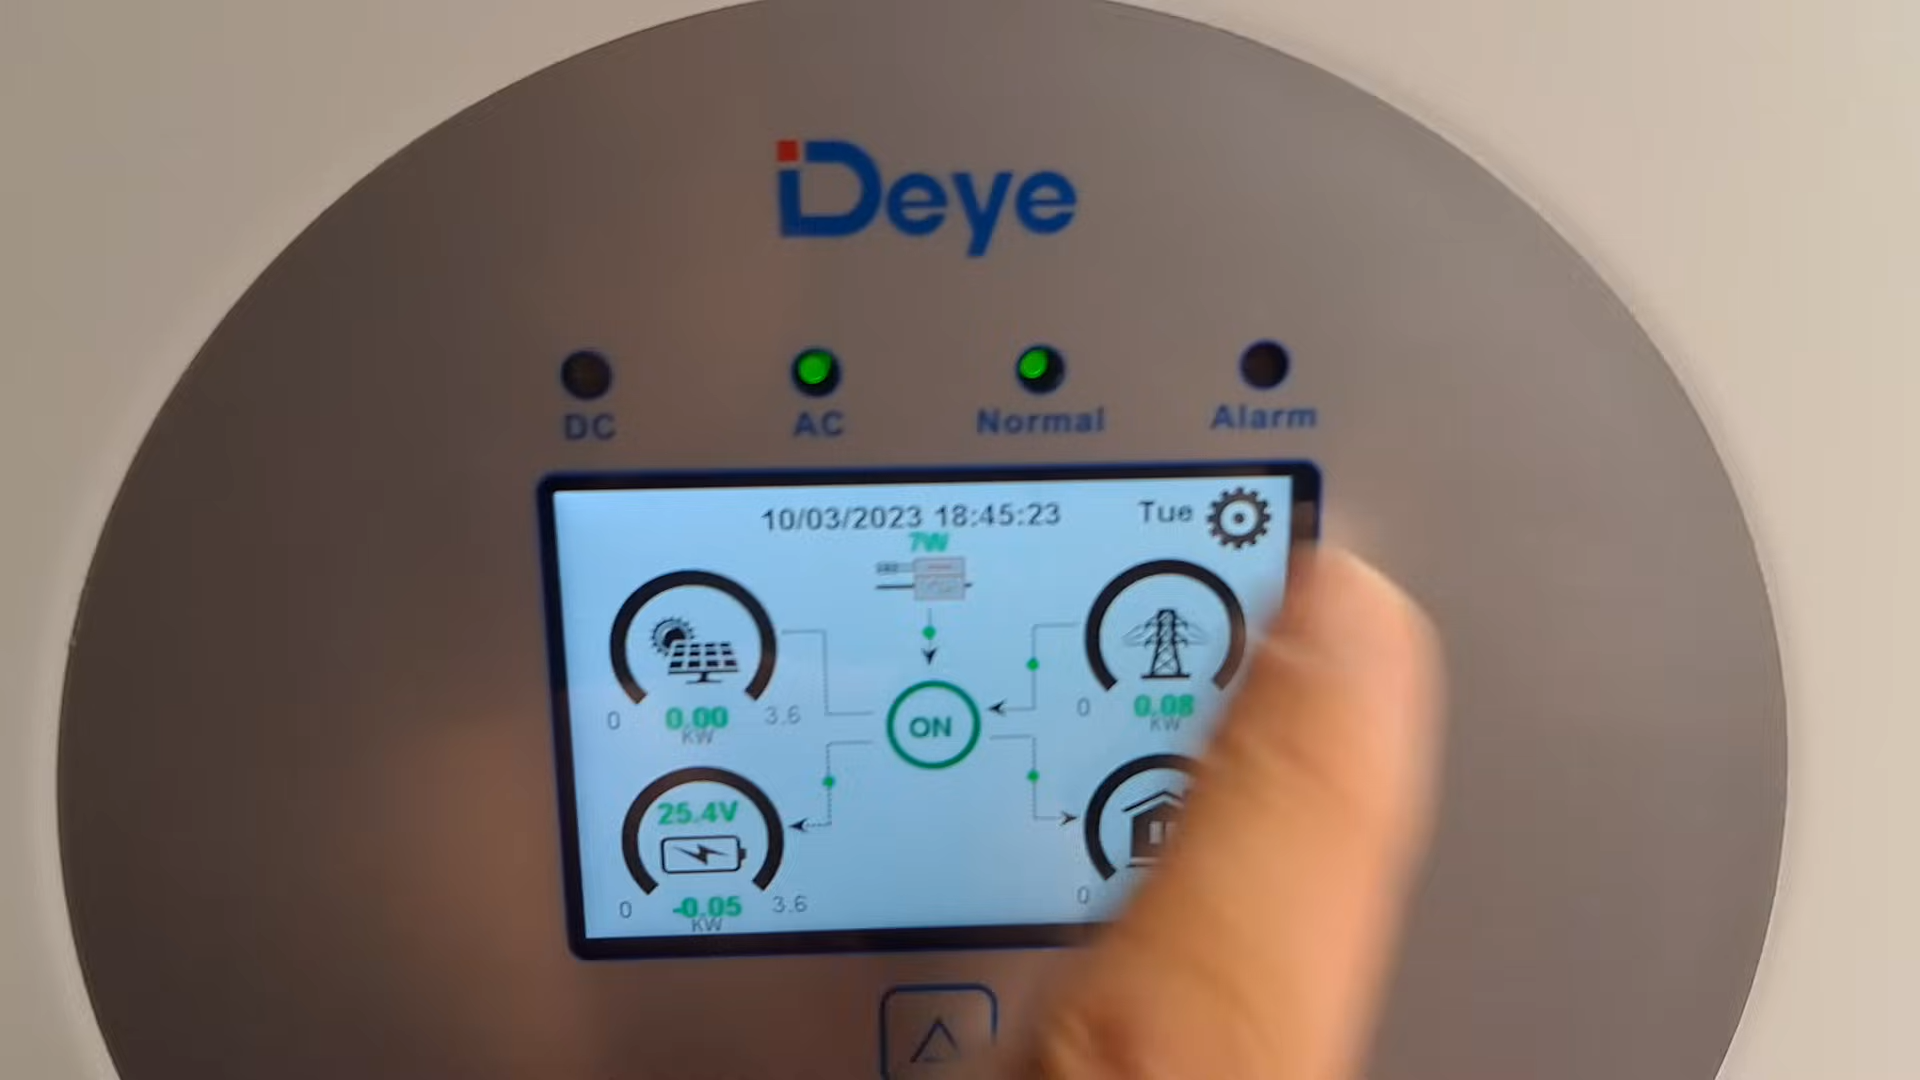 Deye
DC AC Normal Alarm
10/03/2023 18:45:23 Tue
7W
0 0.00 3.6
KW
0 0.08
KW
ON
25.4V
0 -0.05 3.6
KW
0